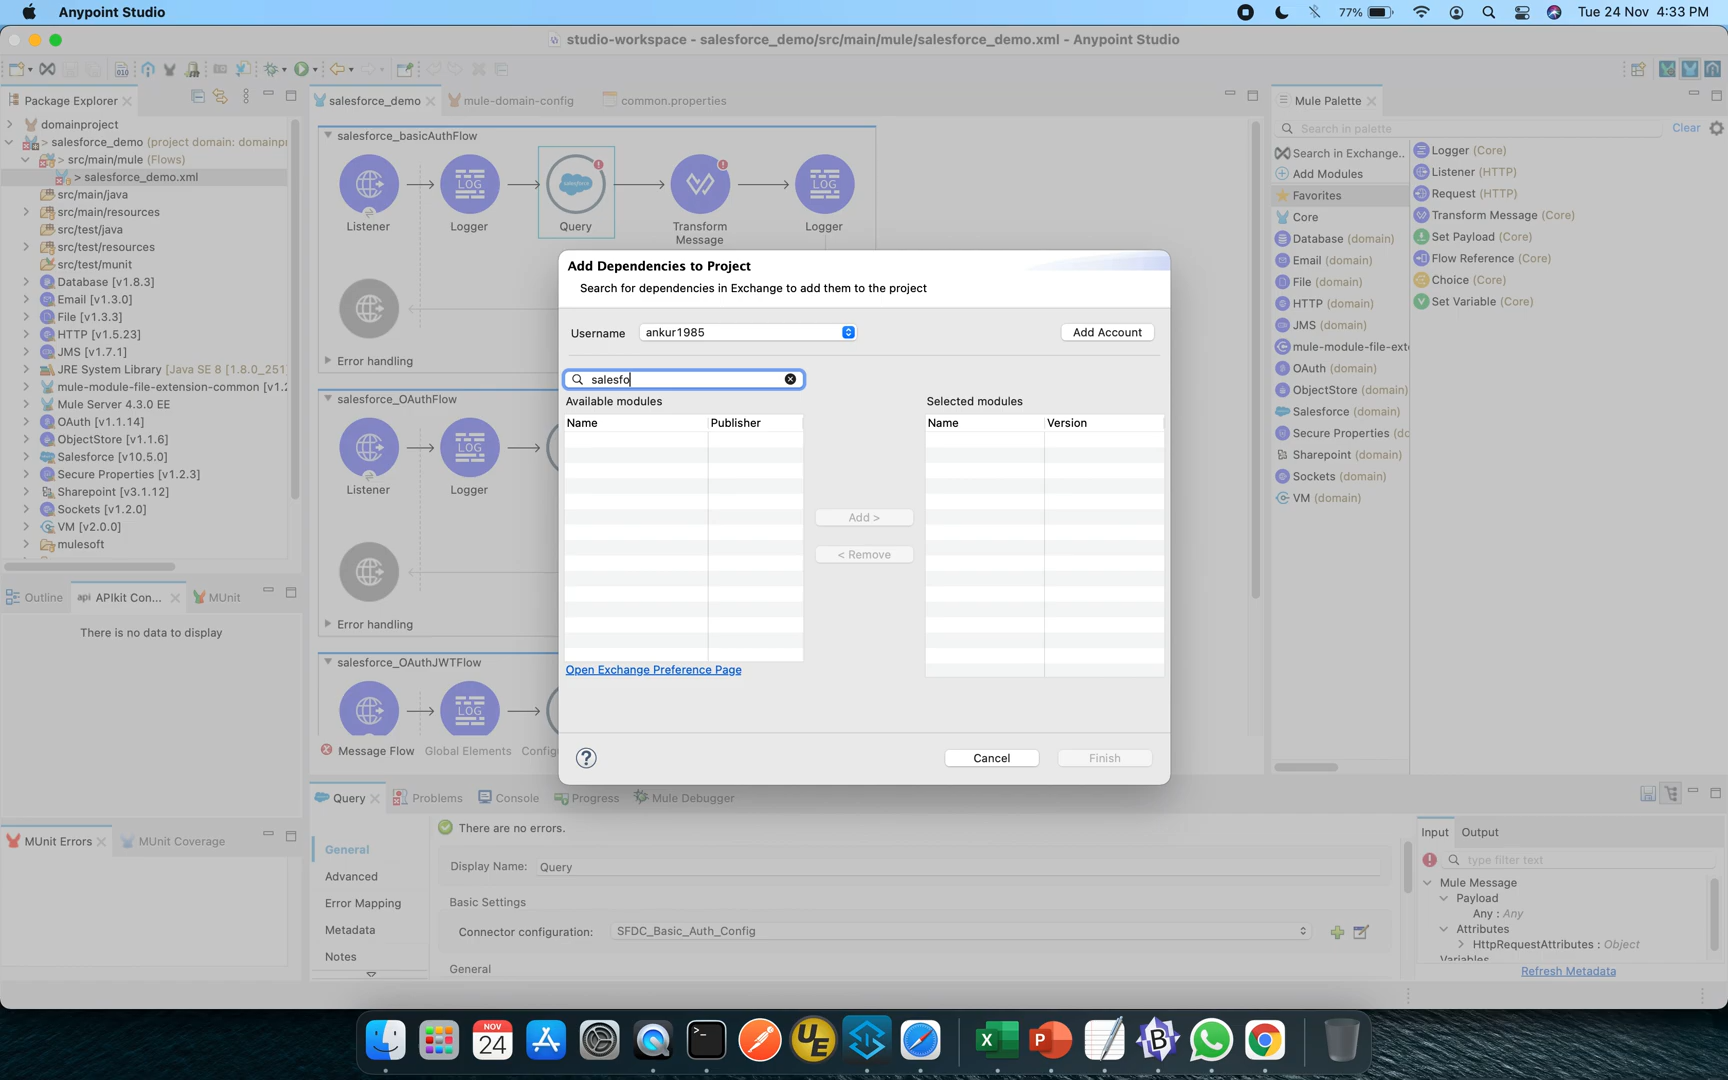 Anypoint Studio
77%
Tue 24 Nov 4:33 PM
studio-workspace - salesforce_demo/src/main/mule/salesforce_demo.xml - Anypoint Studio
Package Explorer
domainproject
> salesforce_demo (project domain: domainpr
> src/main/mule (Flows)
> salesforce_demo.xml
src/main/java
src/main/resources
src/test/java
src/test/resources
src/test/munit
Database [v1.8.3]
Email [v1.3.0]
File [v1.3.3]
HTTP [v1.5.23]
JMS [v1.7.1]
JRE System Library [Java SE 8 [1.8.0_251
mule-module-file-extension-common [v1.2
Mule Server 4.3.0 EE
OAuth [v1.1.14]
ObjectStore [v1.1.6]
Salesforce [v10.5.0]
Secure Properties [v1.2.3]
Sharepoint [v3.1.12]
Sockets [v1.2.0]
VM [v2.0.0]
mulesoft
Outline
api APIkit Con...
MUnit
There is no data to display
MUnit Errors
MUnit Coverage
salesforce_demo
mule-domain-config
common.properties
salesforce_basicAuthFlow
LOG
salesforce
LOG
Listener
Logger
Query
Transform
Message
Logger
Error handling
salesforce_OAuthFlow
LOG
Listener
Logger
Error handling
salesforce_OAuthJWTFlow
LOG
Message Flow
Global Elements
Config
Add Dependencies to Project
Search for dependencies in Exchange to add them to the project
Username
ankur1985
Add Account
salesfo
Available modules
Selected modules
Name
Publisher
Name
Version
Add >
< Remove
Open Exchange Preference Page
?
Cancel
Finish
Mule Palette
Search in palette
Clear
Search in Exchange..
Add Modules
Favorites
Core
Database (domain)
Email (domain)
File (domain)
HTTP (domain)
JMS (domain)
mule-module-file-exte
OAuth (domain)
ObjectStore (domain)
Salesforce (domain)
Secure Properties (do
Sharepoint (domain)
Sockets (domain)
VM (domain)
Logger (Core)
Listener (HTTP)
Request (HTTP)
Transform Message (Core)
Set Payload (Core)
Flow Reference (Core)
Choice (Core)
Set Variable (Core)
Query
Problems
Console
Progress
Mule Debugger
General
Advanced
Error Mapping
Metadata
Notes
There are no errors.
Display Name:
Query
Basic Settings
Connector configuration:
SFDC_Basic_Auth_Config
General
Input
Output
type filter text
Mule Message
Payload
Any : Any
Attributes
HttpRequestAttributes : Object
Variables
Refresh Metadata
NOV
24
UE
X
P
B